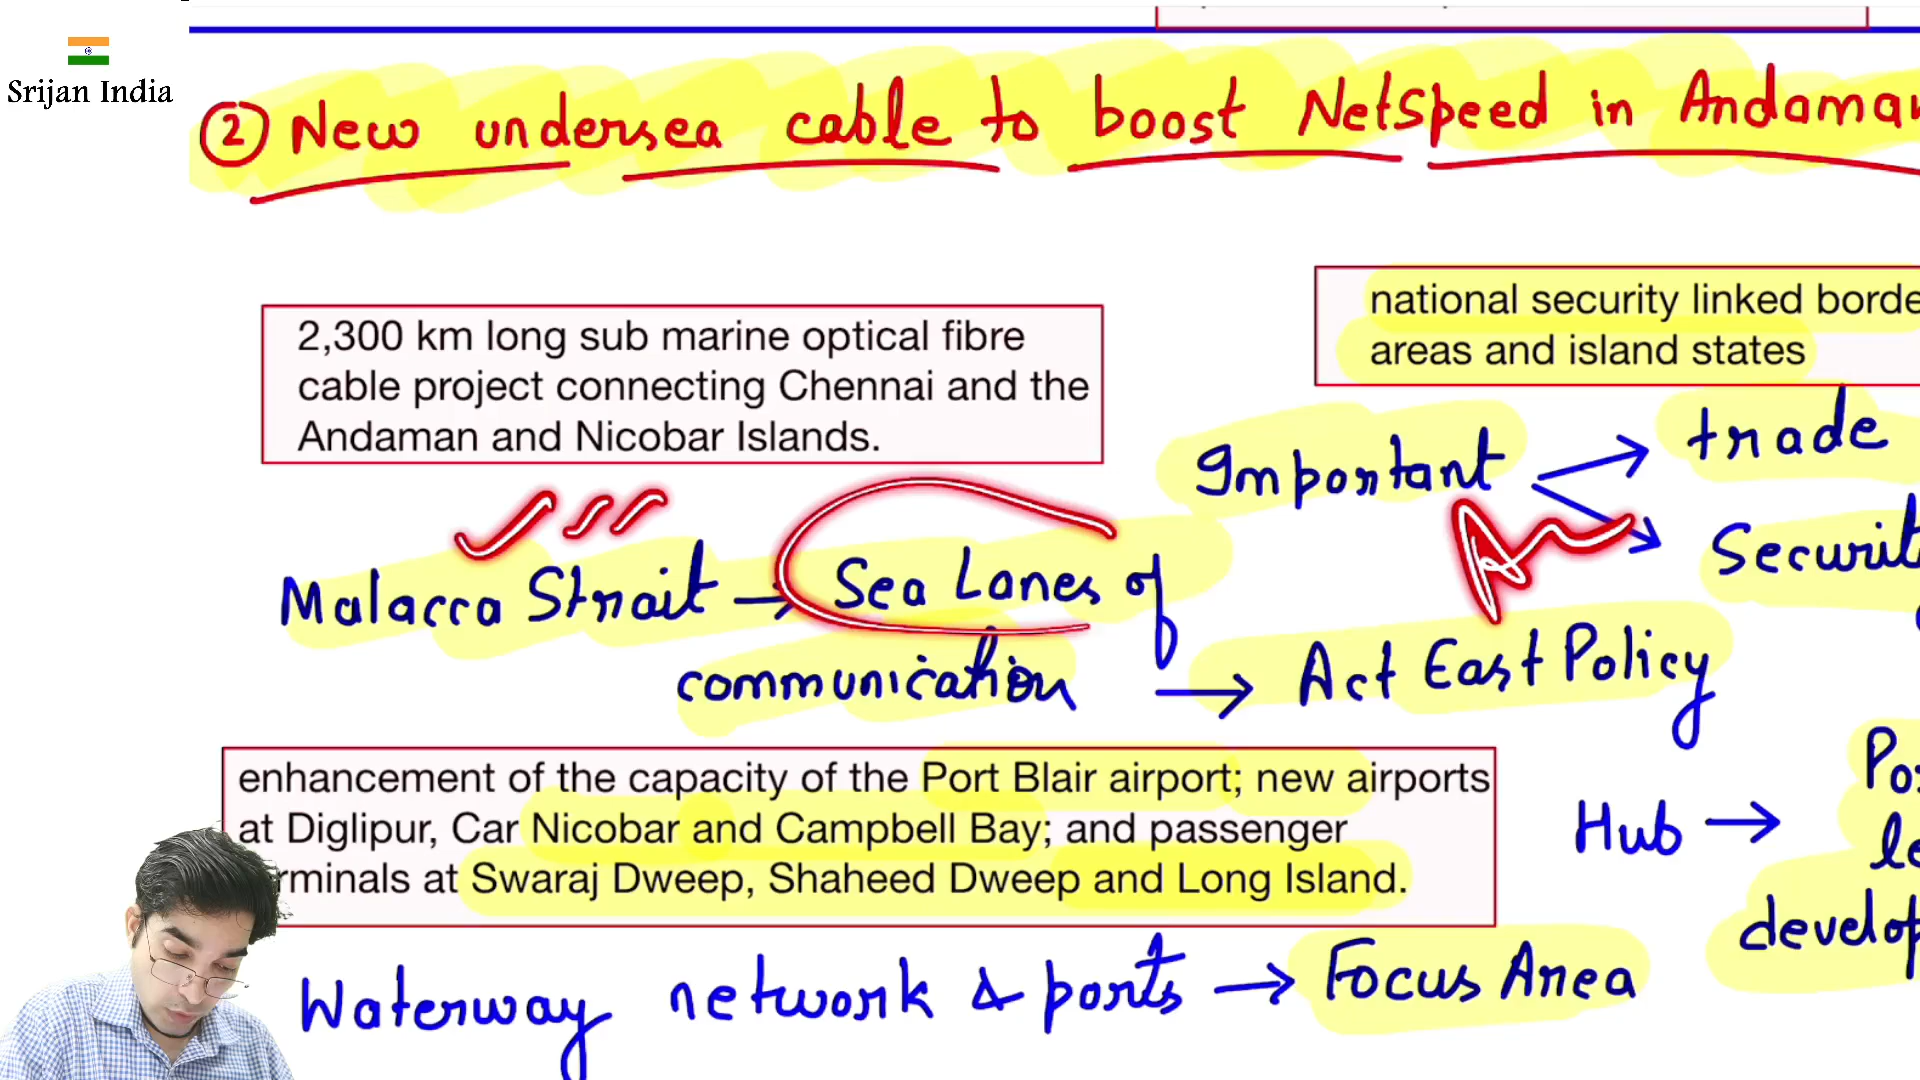 Srijan India
② New undersea cable to boost NetSpeed in Andaman
2,300 km long sub marine optical fibre
cable project connecting Chennai and the
Andaman and Nicobar Islands.
national security linked borde
areas and island states
Important → trade
→ Securit
Malacca Strait → Sea Lanes of
communication → Act East Policy
enhancement of the capacity of the Port Blair airport; new airports
at Diglipur, Car Nicobar and Campbell Bay; and passenger
rminals at Swaraj Dweep, Shaheed Dweep and Long Island.
Hub →
develop
Waterway network & ports → Focus Area